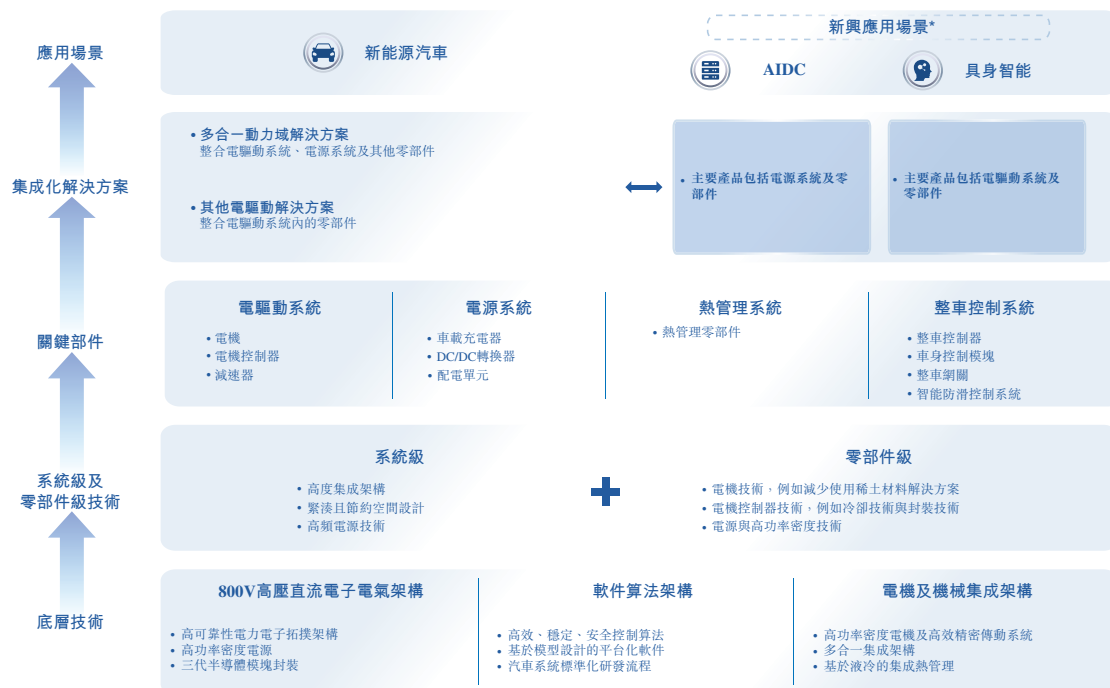 應用場景
新能源汽車
新興應用場景*
AIDC
具身智能
集成化解決方案
• 多合一動力域解決方案
整合電驅動系統、電源系統及其他零部件
• 其他電驅動解決方案
整合電驅動系統內的零部件
• 主要產品包括電源系統及零
部件
• 主要產品包括電驅動系統及
零部件
關鍵部件
電驅動系統
• 電機
• 電機控制器
• 減速器
電源系統
• 車載充電器
• DC/DC轉換器
• 配電單元
熱管理系統
• 熱管理零部件
整車控制系統
• 整車控制器
• 車身控制模塊
• 整車網關
• 智能防滑控制系統
系統級及
零部件級技術
系統級
• 高度集成架構
• 緊湊且節約空間設計
• 高頻電源技術
零部件級
• 電機技術，例如減少使用稀土材料解決方案
• 電機控制器技術，例如冷卻技術與封裝技術
• 電源與高功率密度技術
底層技術
800V高壓直流電子電氣架構
• 高可靠性電力電子拓撲架構
• 高功率密度電源
• 三代半導體模塊封裝
軟件算法架構
• 高效、穩定、安全控制算法
• 基於模型設計的平台化軟件
• 汽車系統標準化研發流程
電機及機械集成架構
• 高功率密度電機及高效精密傳動系統
• 多合一集成架構
• 基於液冷的集成熱管理